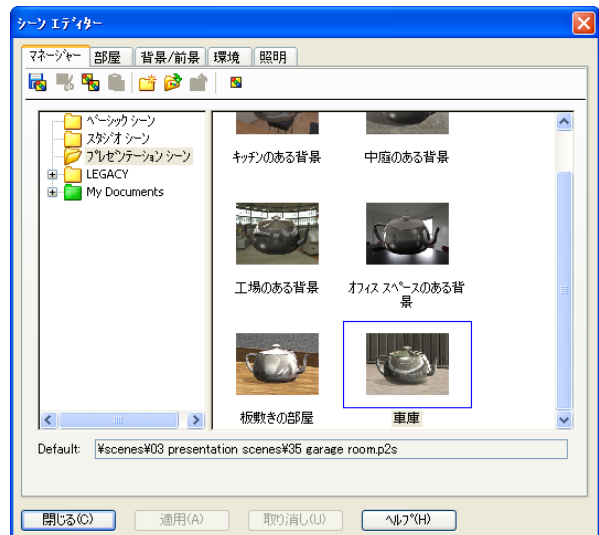 シーン エディター
マネージャー 部屋 背景/前景 環境 照明
ベーシック シーン
スタジオ シーン
プレゼンテーション シーン
LEGACY
My Documents
キッチンのある背景
中庭のある背景
工場のある背景
オフィス スペースのある背
景
板敷きの部屋
車庫
Default: ¥scenes¥03 presentation scenes¥35 garage room.p2s
閉じる(C) 適用(A) 取り消し(U) ヘルプ(H)